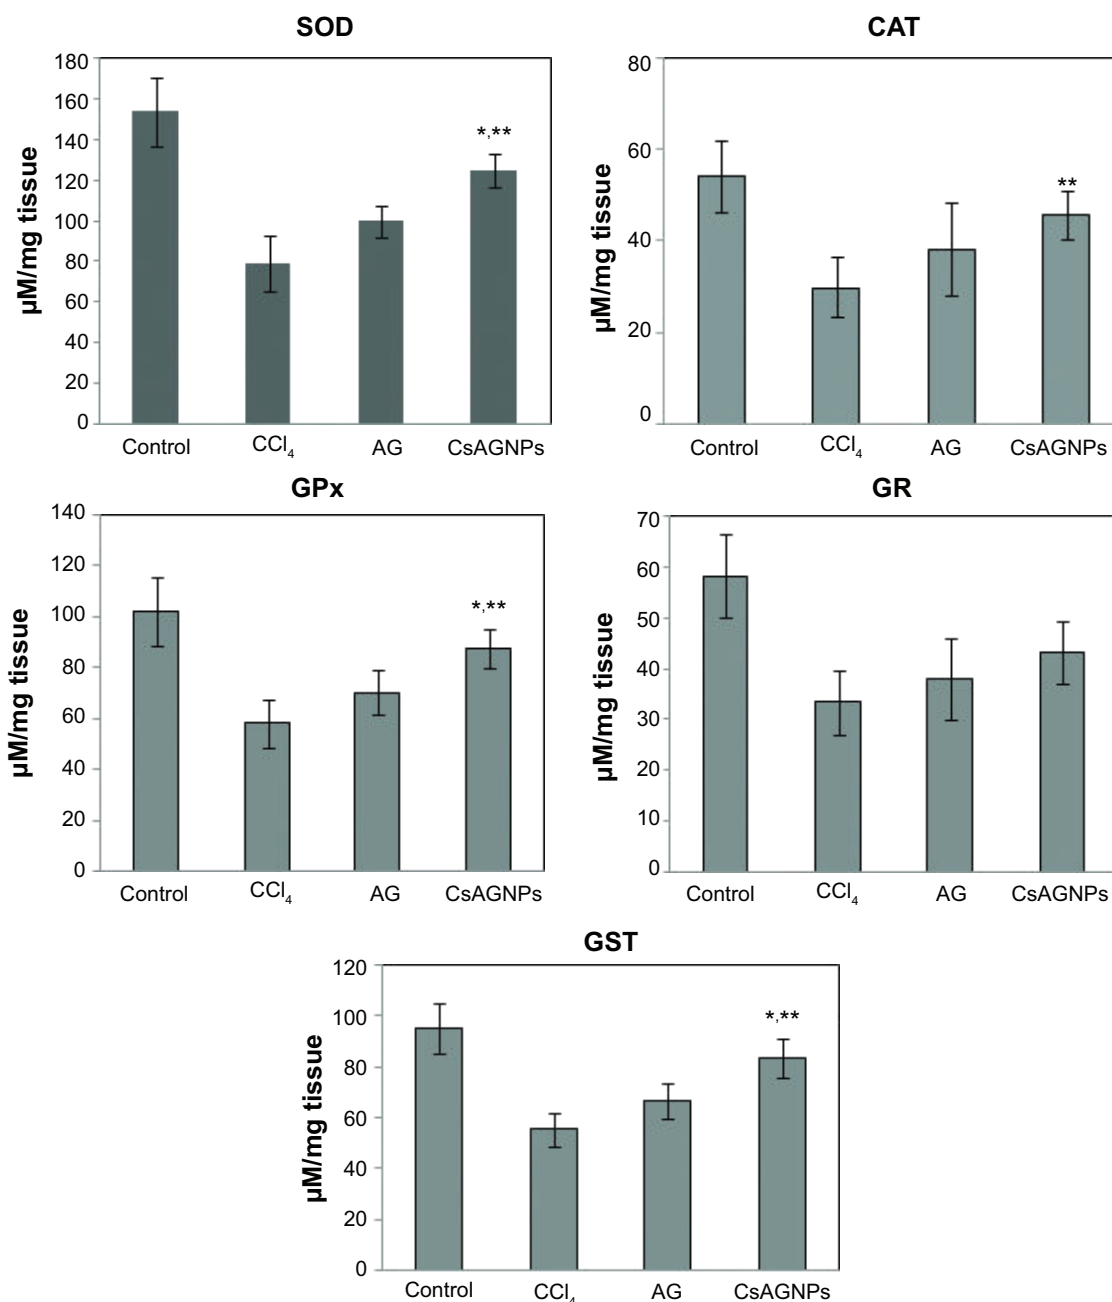 SOD
180
160
140
120
100
80
60
40
20
0
µM/mg tissue
*,**
Control CCl₄ AG CsAGNPs
CAT
80
60
40
20
0
µM/mg tissue
**
Control CCl₄ AG CsAGNPs
GPx
140
120
100
80
60
40
20
0
µM/mg tissue
*,**
Control CCl₄ AG CsAGNPs
GR
70
60
50
40
30
20
10
0
µM/mg tissue
Control CCl₄ AG CsAGNPs
GST
120
100
80
60
40
20
0
µM/mg tissue
*,**
Control CCl₄ AG CsAGNPs